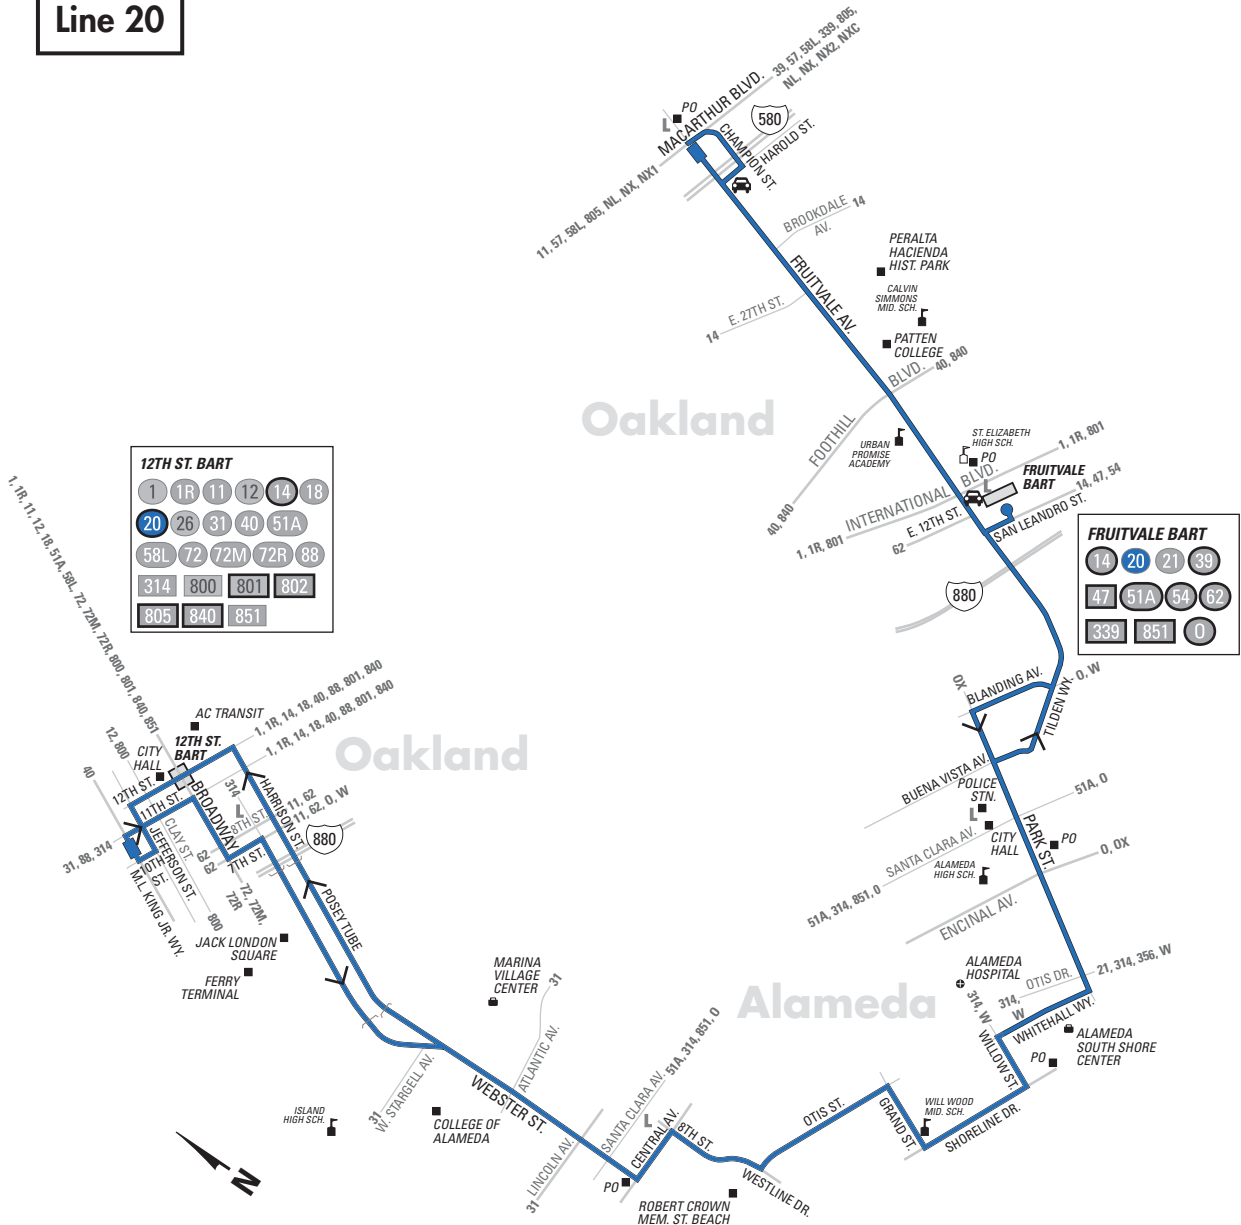 Line 20
39, 57, 58L, 339, 805,
NL, NX, NX2, NXC
MACARTHUR BLVD.
PO
L
580
CHAMPION ST.
HAROLD ST.
11, 57, 58L, 805, NL, NX, NX1
BROOKDALE
AV.
14
PERALTA
HACIENDA
HIST. PARK
FRUITVALE AV.
CALVIN
SIMMONS
MID. SCH.
E. 27TH ST.
14
PATTEN
COLLEGE
40, 840
FOOTHILL
BLVD.
40, 840
Oakland
URBAN
PROMISE
ACADEMY
ST. ELIZABETH
HIGH SCH.
PO
1, 1R, 801
INTERNATIONAL
BLVD.
1, 1R, 801
L
FRUITVALE
BART
14, 47, 54
62
E. 12TH ST.
SAN LEANDRO ST.
880
FRUITVALE BART
14 20 21 39
47 51A 54 62
339 851 O
12TH ST. BART
1 1R 11 12 14 18
20 26 31 40 51A
58L 72 72M 72R 88
314 800 801 802
805 840 851
1, 1R, 11, 12, 18, 51A, 58L, 72, 72M, 72R, 800, 801, 840, 851
OX
BLANDING AV.
TILDEN WY.
O, W
BUENA VISTA AV.
POLICE
STN.
L
CITY
HALL
51A, O
SANTA CLARA AV.
51A, 314, 851, O
PARK ST.
PO
ALAMEDA
HIGH SCH.
O, OX
ENCINAL AV.
AC TRANSIT
12TH ST.
BART
CITY
HALL
12, 800
40
1, 1R, 14, 18, 40, 88, 801, 840
1, 1R, 14, 18, 40, 88, 801, 840
Oakland
12TH ST.
11TH ST.
BROADWAY
HARRISON ST.
314
L
8TH ST.
11, 62
11, 62, O, W
62
62
7TH ST.
880
31, 88, 314
JEFFERSON ST.
CLAY ST.
10TH
ST.
M.L. KING JR. WY.
800
72, 72M,
72R
POSEY TUBE
JACK LONDON
SQUARE
FERRY
TERMINAL
MARINA
VILLAGE
CENTER
31
ATLANTIC AV.
Alameda
ALAMEDA
HOSPITAL
314, W
314,
W
OTIS DR.
21, 314, 356, W
WHITEHALL WY.
WILLOW ST.
ALAMEDA
SOUTH SHORE
CENTER
PO
31
W. STARGELL AV.
WEBSTER ST.
ISLAND
HIGH SCH.
COLLEGE OF
ALAMEDA
51A, 314, 851, O
SANTA CLARA AV.
CENTRAL AV.
L
8TH ST.
OTIS ST.
GRAND ST.
WILL WOOD
MID. SCH.
SHORELINE DR.
LINCOLN AV.
31
PO
WESTLINE DR.
ROBERT CROWN
MEM. ST. BEACH
N